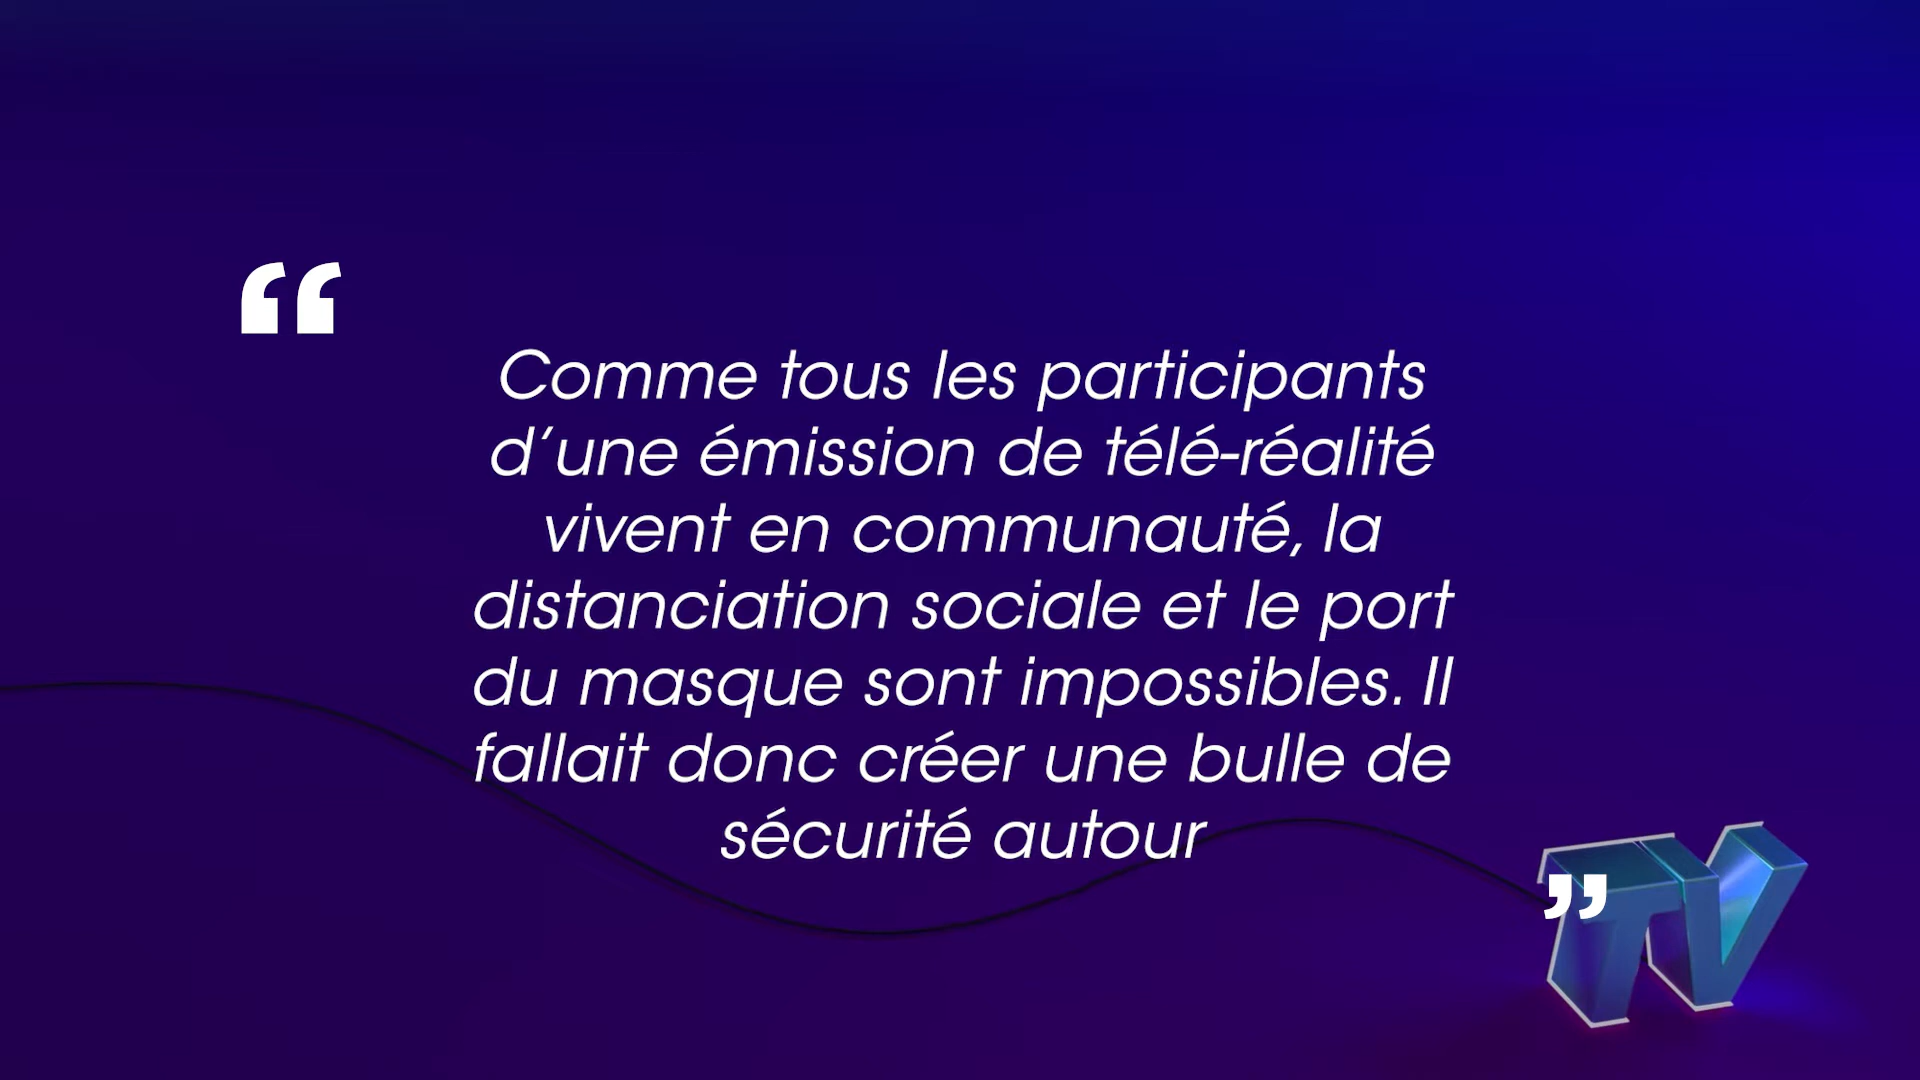 “
Comme tous les participants
d’une émission de télé-réalité
vivent en communauté, la
distanciation sociale et le port
du masque sont impossibles. Il
fallait donc créer une bulle de
sécurité autour
”
TV